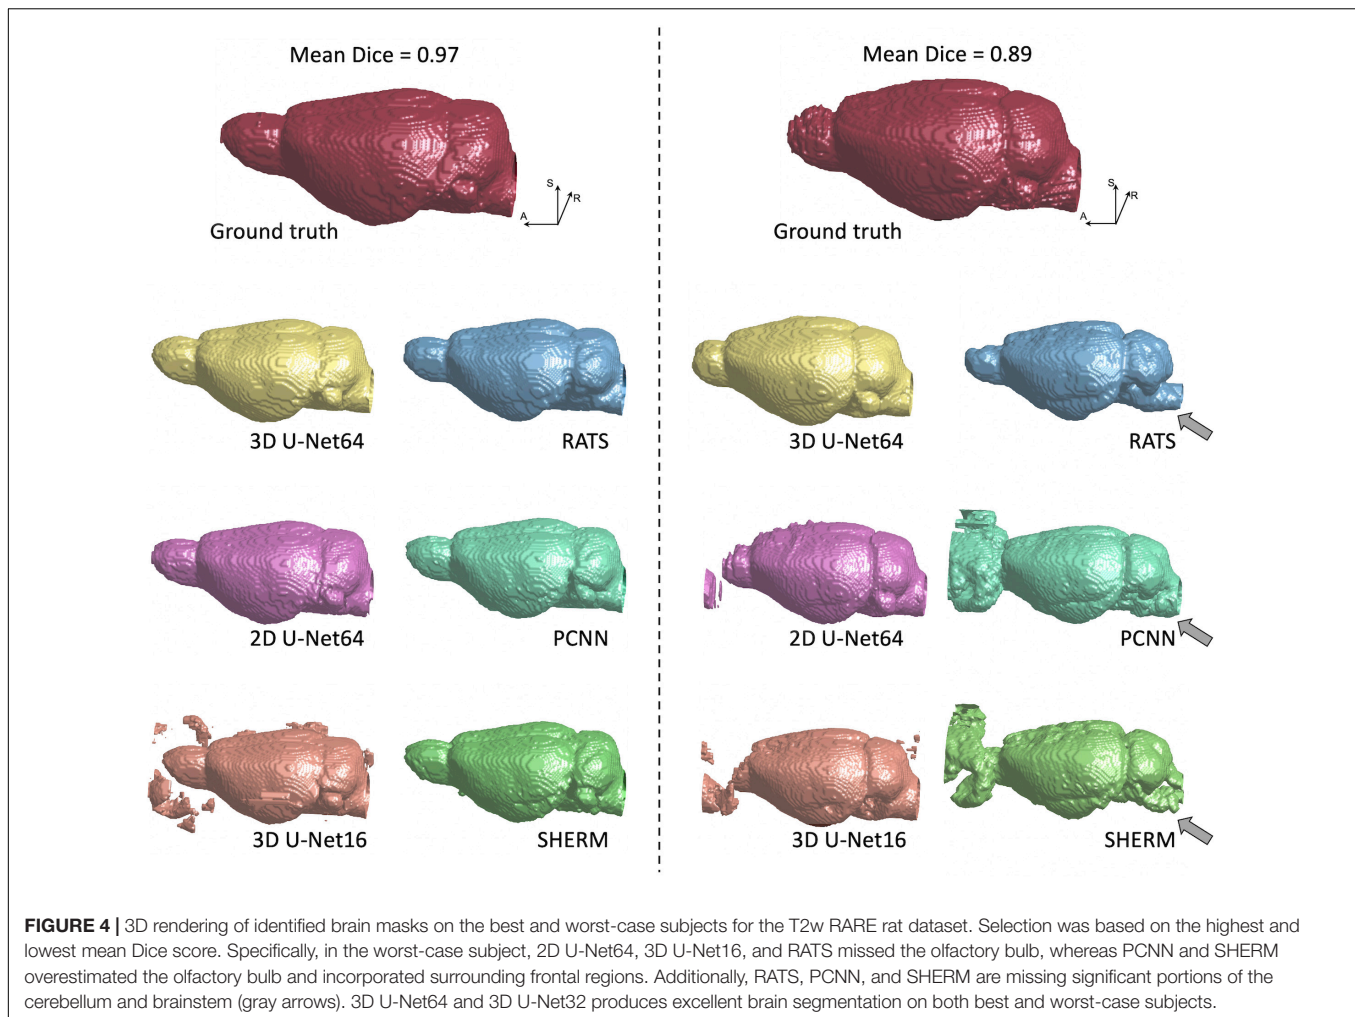 Mean Dice = 0.97
Mean Dice = 0.89
S
R
A
Ground truth
S
R
A
Ground truth
3D U-Net64
RATS
3D U-Net64
RATS
2D U-Net64
PCNN
2D U-Net64
PCNN
3D U-Net16
SHERM
3D U-Net16
SHERM
FIGURE 4 | 3D rendering of identified brain masks on the best and worst-case subjects for the T2w RARE rat dataset. Selection was based on the highest and
lowest mean Dice score. Specifically, in the worst-case subject, 2D U-Net64, 3D U-Net16, and RATS missed the olfactory bulb, whereas PCNN and SHERM
overestimated the olfactory bulb and incorporated surrounding frontal regions. Additionally, RATS, PCNN, and SHERM are missing significant portions of the
cerebellum and brainstem (gray arrows). 3D U-Net64 and 3D U-Net32 produces excellent brain segmentation on both best and worst-case subjects.